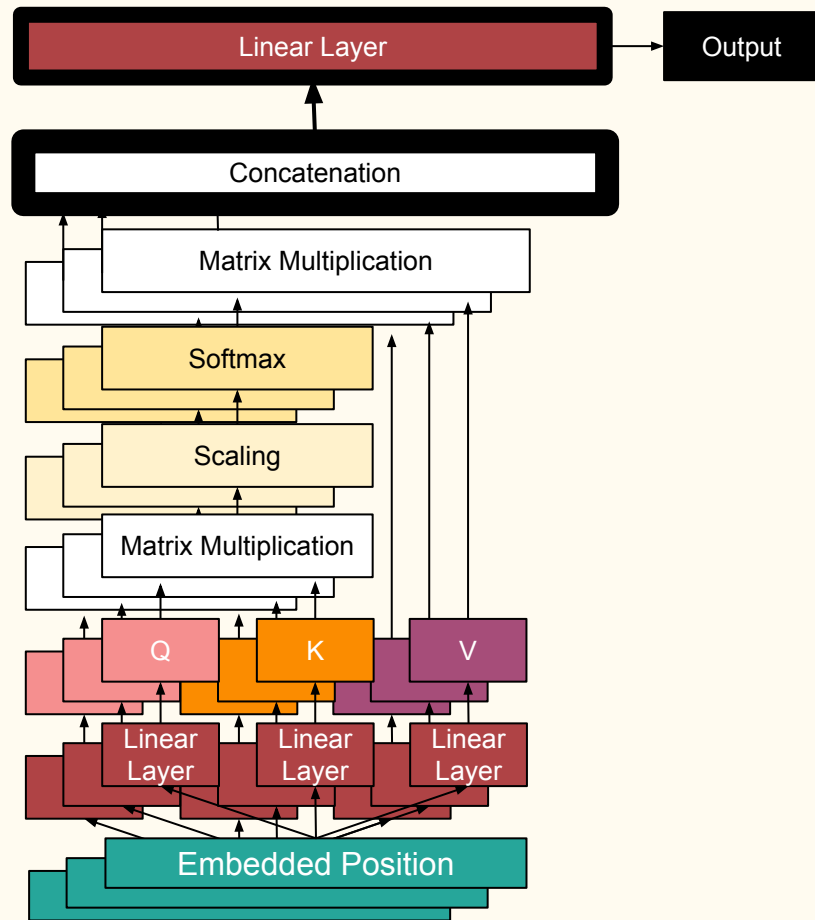 Linear Layer
Output
Concatenation
Matrix Multiplication
Softmax
Scaling
Matrix Multiplication
Q
K
V
Linear
Layer
Linear
Layer
Linear
Layer
Embedded Position